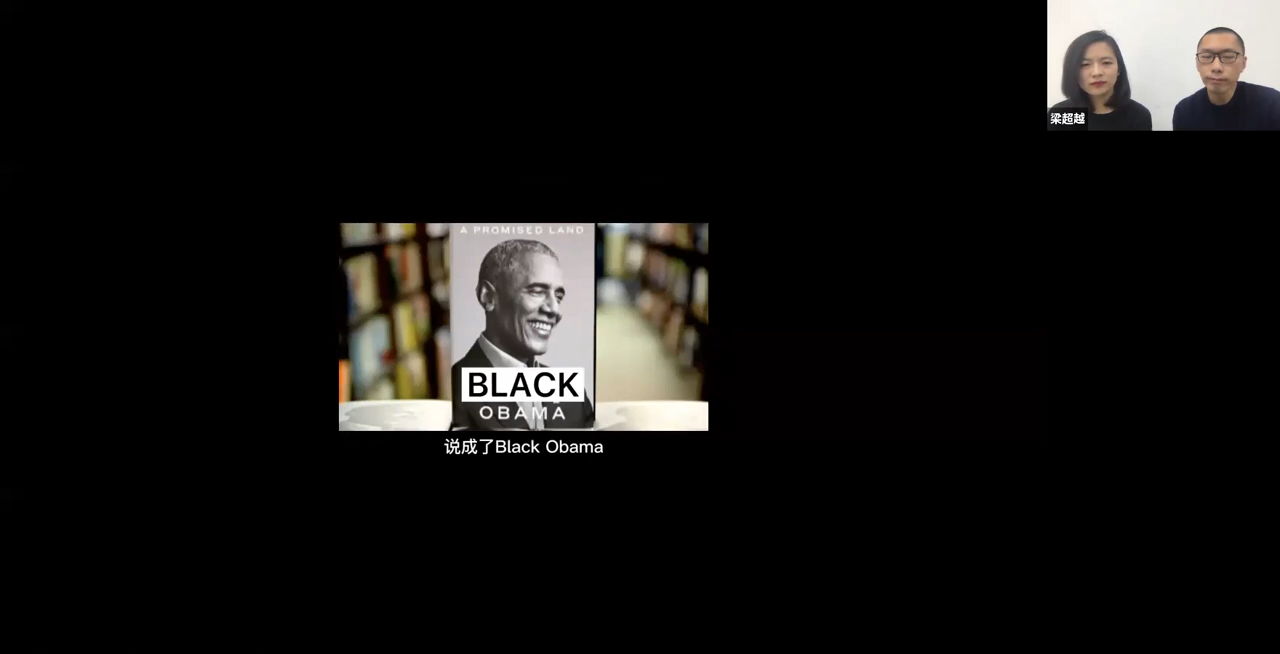 梁超越
A PROMISED LAND
BLACK
OBAMA
说成了Black Obama